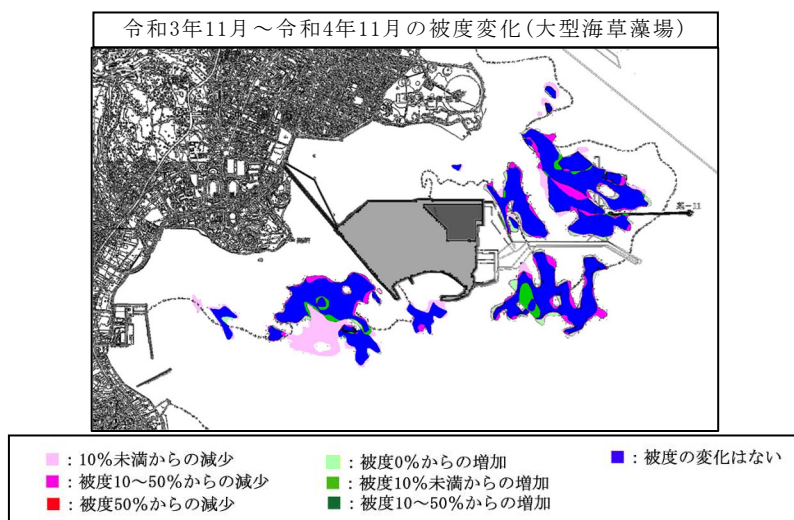 令和3年11月～令和4年11月の被度変化(大型海草藻場)
■：10%未満からの減少
■：被度10～50%からの減少
■：被度50%からの減少
■：被度0%からの増加
■：被度10%未満からの増加
■：被度10～50%からの増加
■：被度の変化はない